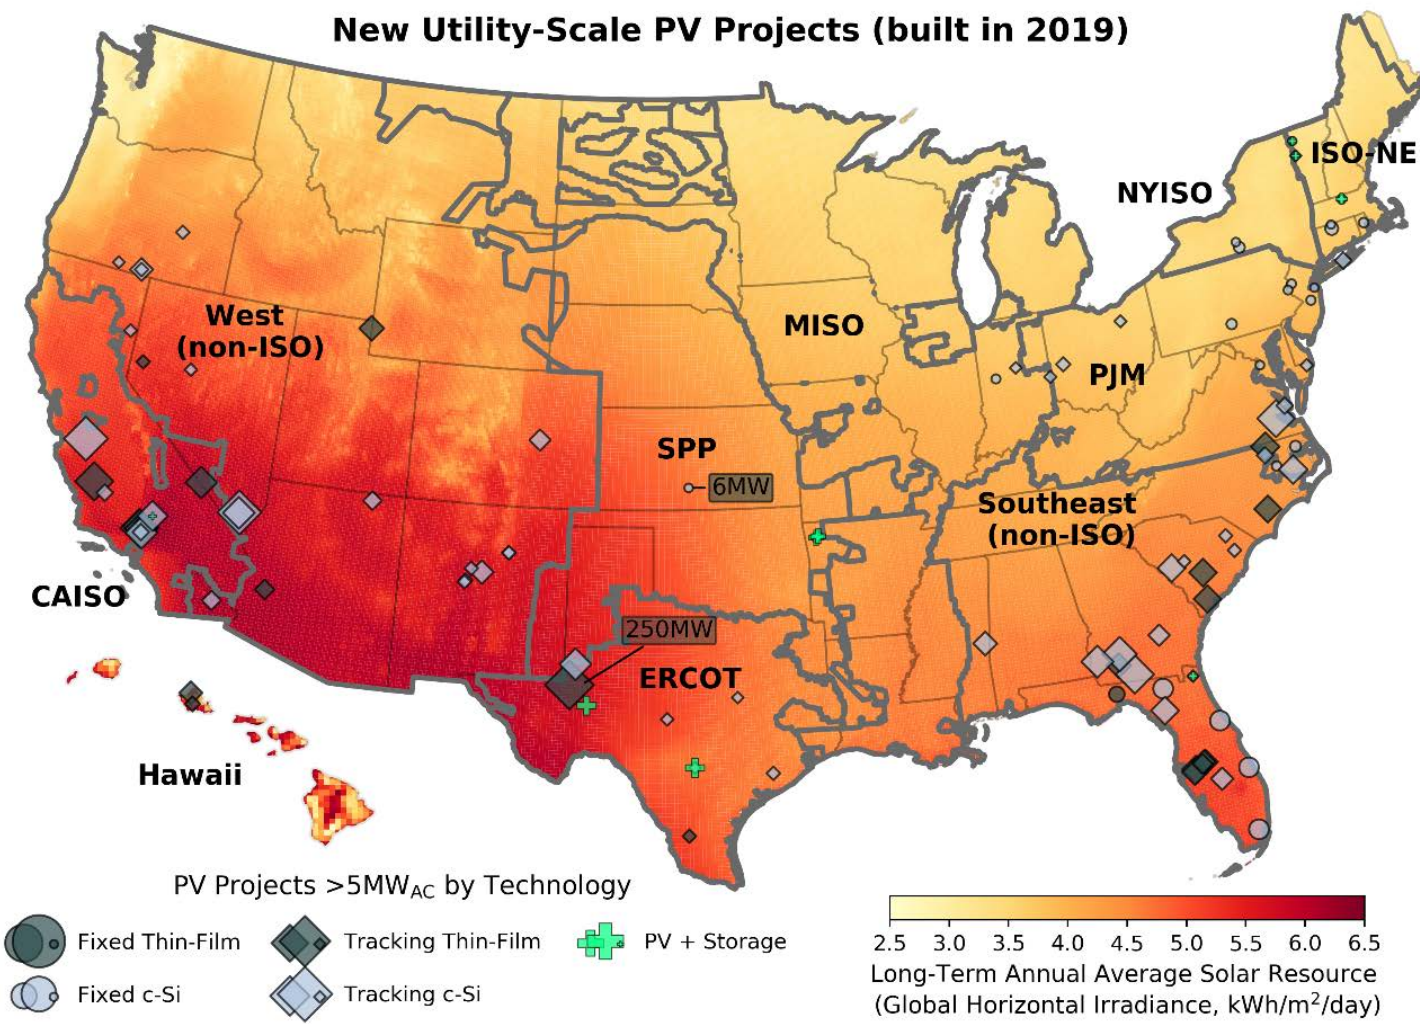 New Utility-Scale PV Projects (built in 2019)
ISO-NE
NYISO
West
(non-ISO)
MISO
PJM
SPP
6MW
Southeast
(non-ISO)
CAISO
250MW
ERCOT
Hawaii
PV Projects >5MWAC by Technology
Fixed Thin-Film
Tracking Thin-Film
PV + Storage
Fixed c-Si
Tracking c-Si
2.5 3.0 3.5 4.0 4.5 5.0 5.5 6.0 6.5
Long-Term Annual Average Solar Resource
(Global Horizontal Irradiance, kWh/m²/day)